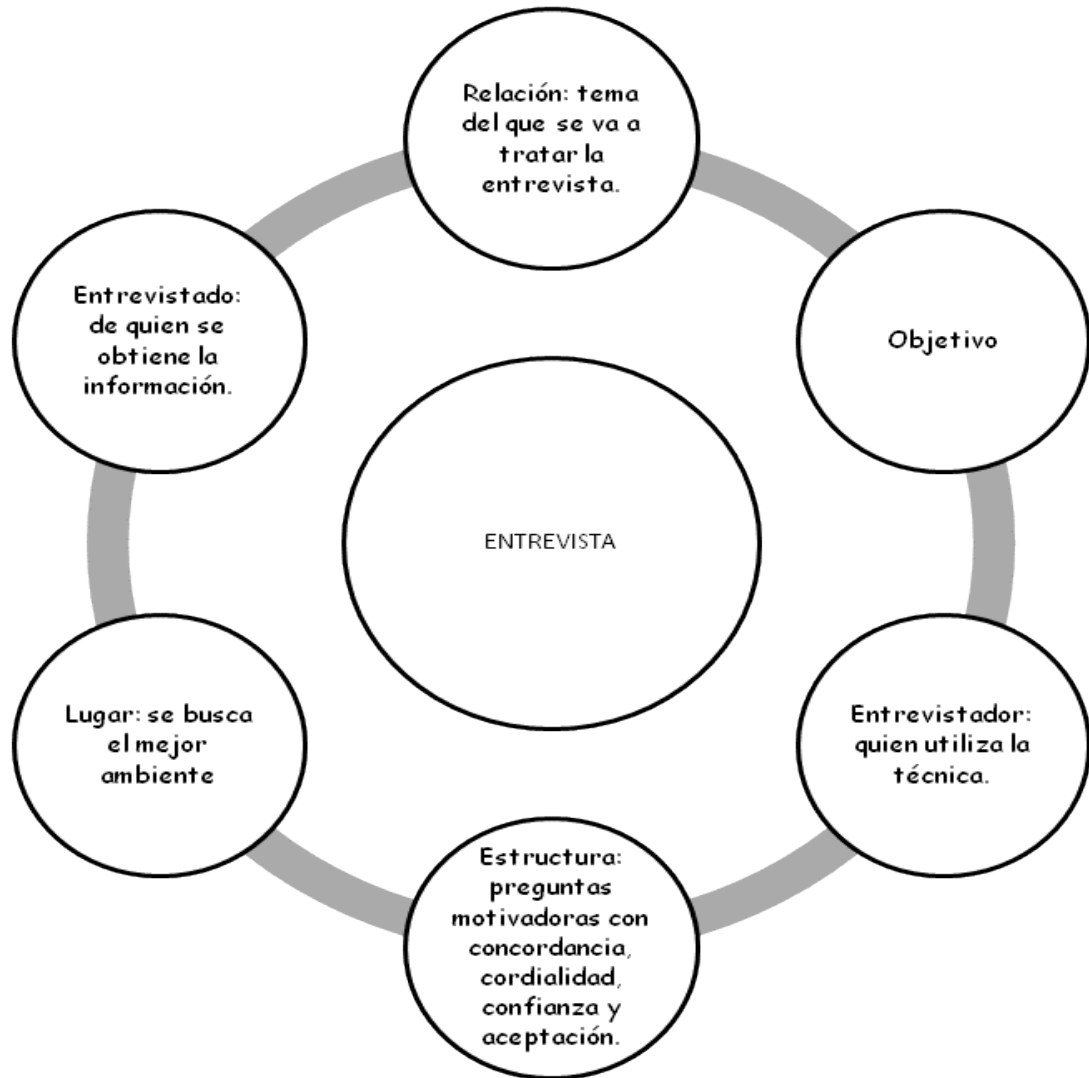 Relación: tema
del que se va a
tratar la
entrevista.
Objetivo
Entrevistador:
quien utiliza la
técnica.
Estructura:
preguntas
motivadoras con
concordancia,
cordialidad,
confianza y
aceptación.
Lugar: se busca
el mejor
ambiente
Entrevistado:
de quien se
obtiene la
información.
ENTREVISTA